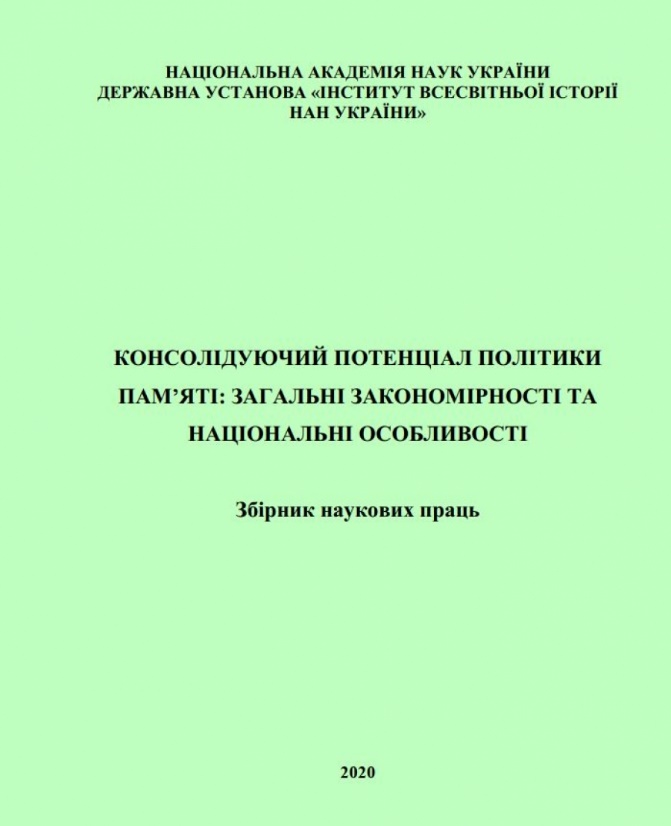 НАЦІОНАЛЬНА АКАДЕМІЯ НАУК УКРАЇНИ
ДЕРЖАВНА УСТАНОВА «ІНСТИТУТ ВСЕСВІТНЬОЇ ІСТОРІЇ
НАН УКРАЇНИ»
КОНСОЛІДУЮЧИЙ ПОТЕНЦІАЛ ПОЛІТИКИ
ПАМ’ЯТІ: ЗАГАЛЬНІ ЗАКОНОМІРНОСТІ ТА
НАЦІОНАЛЬНІ ОСОБЛИВОСТІ
Збірник наукових праць
2020